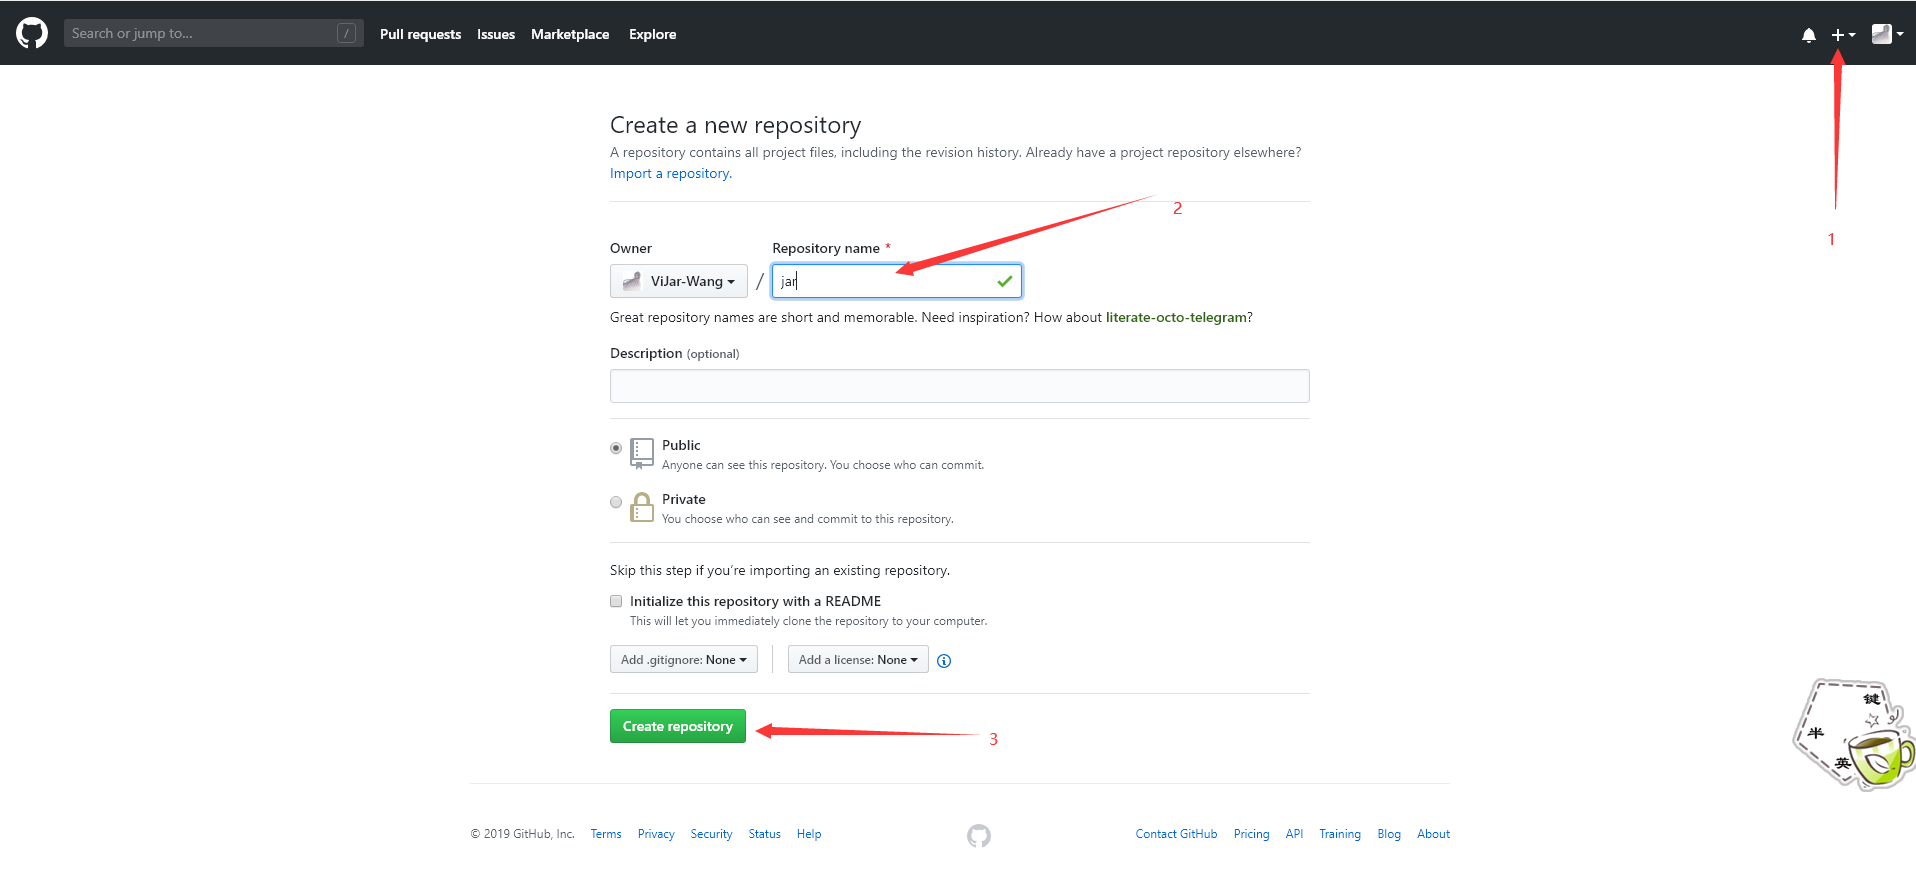 Search or jump to... / Pull requests Issues Marketplace Explore
Create a new repository
A repository contains all project files, including the revision history. Already have a project repository elsewhere?
Import a repository.
2
1
Owner Repository name *
ViJar-Wang / jar
Great repository names are short and memorable. Need inspiration? How about literate-octo-telegram?
Description (optional)
Public
Anyone can see this repository. You choose who can commit.
Private
You choose who can see and commit to this repository.
Skip this step if you're importing an existing repository.
Initialize this repository with a README
This will let you immediately clone the repository to your computer.
Add .gitignore: None Add a license: None
Create repository
3
键
半
英
© 2019 GitHub, Inc. Terms Privacy Security Status Help Contact GitHub Pricing API Training Blog About